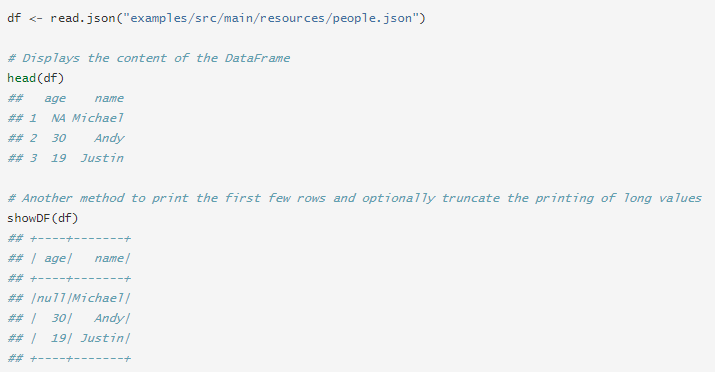 df <- read.json("examples/src/main/resources/people.json")
# Displays the content of the DataFrame
head(df)
##   age    name
## 1  NA Michael
## 2  30    Andy
## 3  19  Justin
# Another method to print the first few rows and optionally truncate the printing of long values
showDF(df)
## +----+-------+
## | age|   name|
## +----+-------+
## |null|Michael|
## |  30|   Andy|
## |  19| Justin|
## +----+-------+